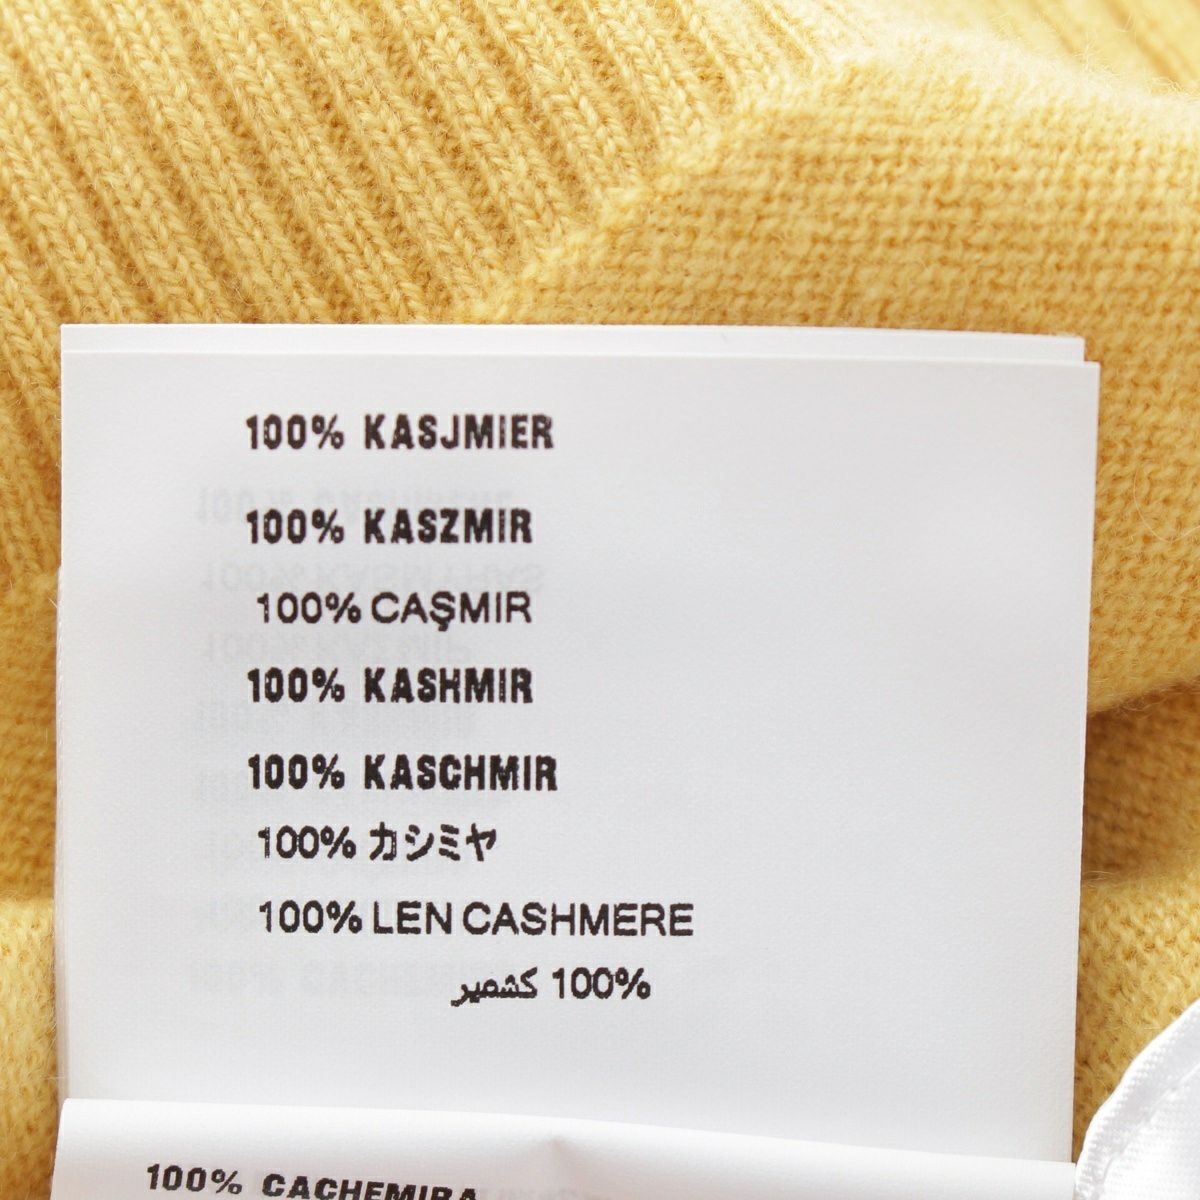 100% KASJMIER
100% KASZMIR
100% CAŞMIR
100% KASHMIR
100% KASCHMIR
100% カシミヤ
100% LEN CASHMERE
100% كشمير
100% CACHEMIRA